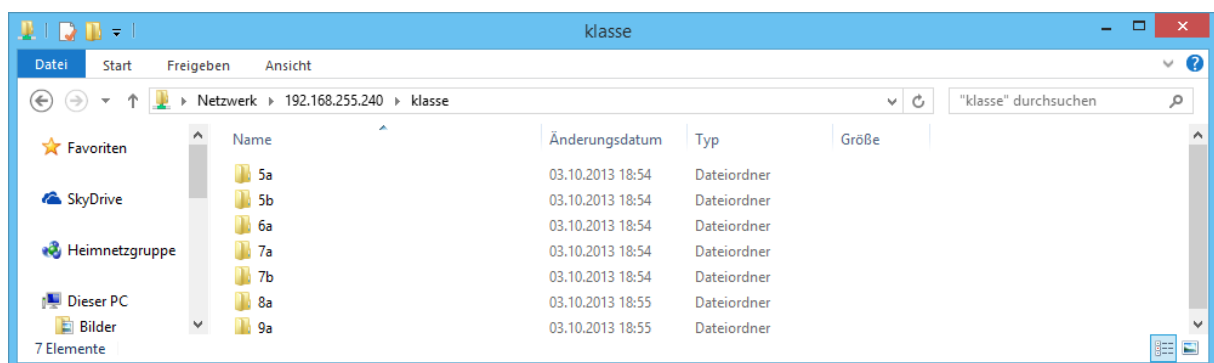 klasse
Datei Start Freigeben Ansicht
Netzwerk 192.168.255.240 klasse "klasse" durchsuchen
Name Änderungsdatum Typ Größe
Favoriten
SkyDrive
Heimnetzgruppe
Dieser PC
Bilder
5a 03.10.2013 18:54 Dateiordner
5b 03.10.2013 18:54 Dateiordner
6a 03.10.2013 18:54 Dateiordner
7a 03.10.2013 18:54 Dateiordner
7b 03.10.2013 18:54 Dateiordner
8a 03.10.2013 18:55 Dateiordner
9a 03.10.2013 18:55 Dateiordner
7 Elemente